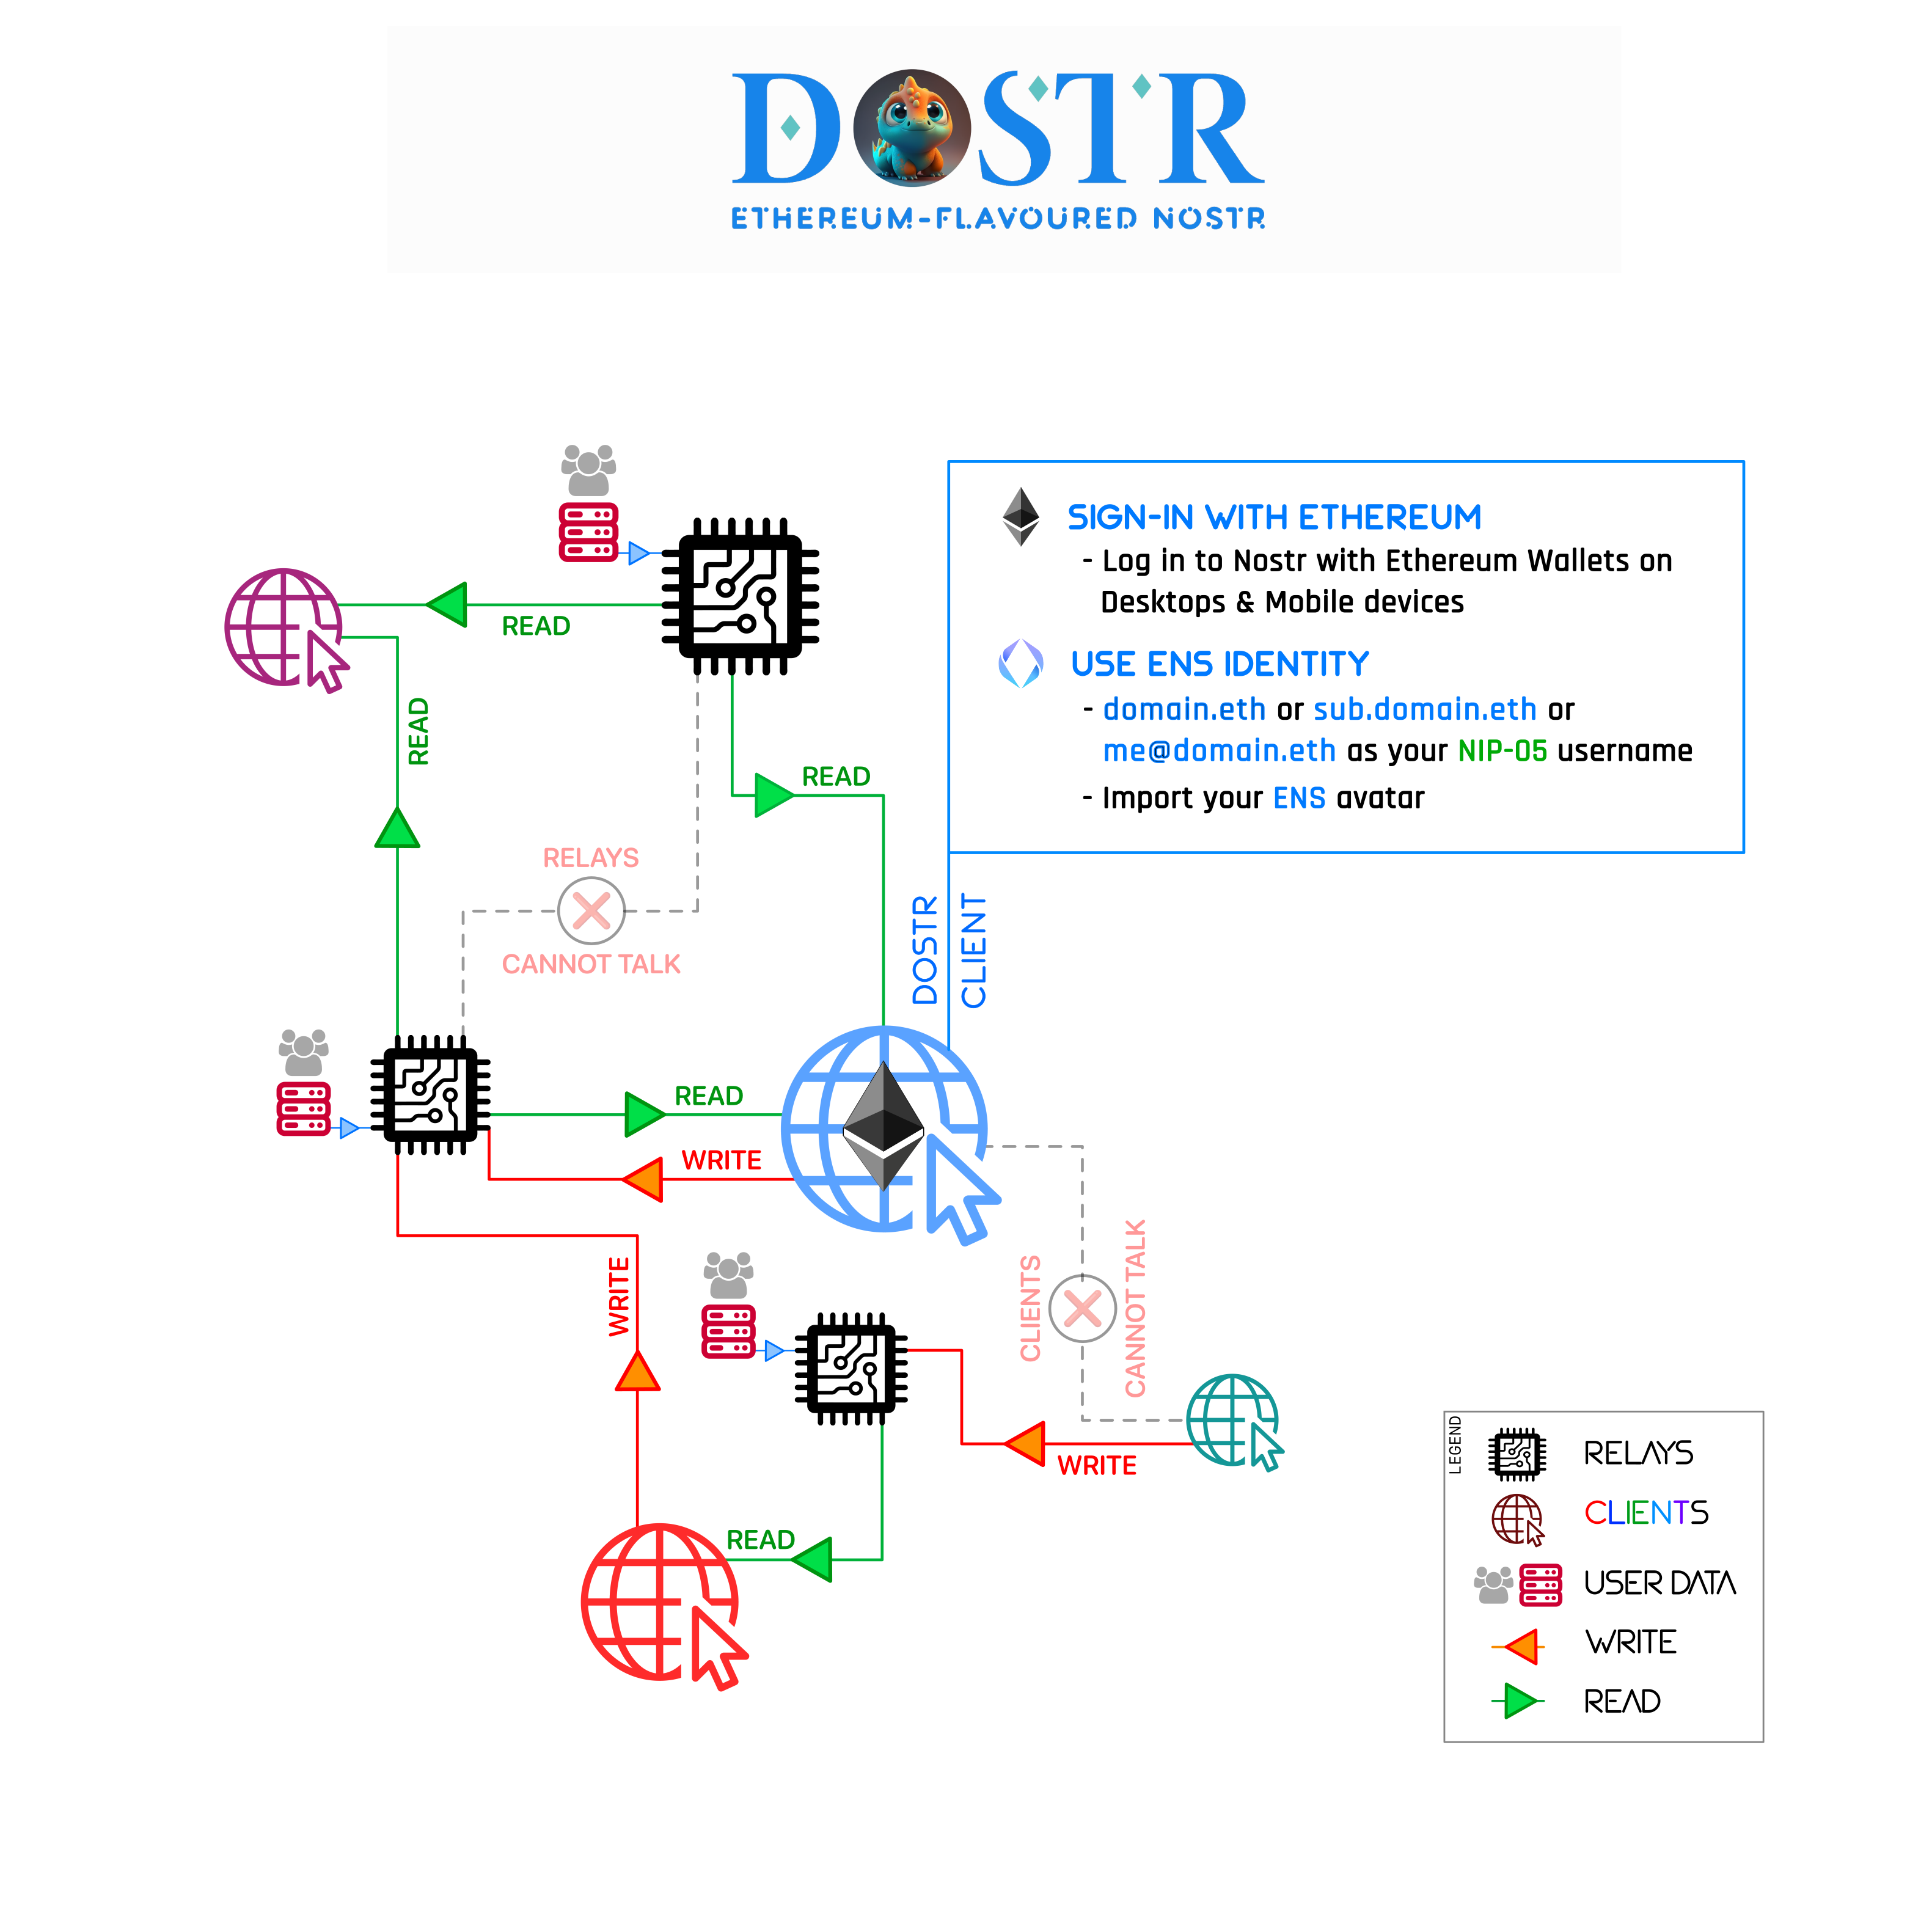 DOSTR
ETHEREUM-FLAVOURED NOSTR
SIGN-IN WITH ETHEREUM
- Log in to Nostr with Ethereum Wallets on
Desktops & Mobile devices
USE ENS IDENTITY
- domain.eth or sub.domain.eth or
me@domain.eth as your NIP-05 username
- Import your ENS avatar
READ
READ
READ
RELAYS
CANNOT TALK
DOSTR
CLIENT
READ
WRITE
WRITE
CLIENTS
CANNOT TALK
WRITE
READ
LEGEND
RELAYS
CLIENTS
USER DATA
WRITE
READ